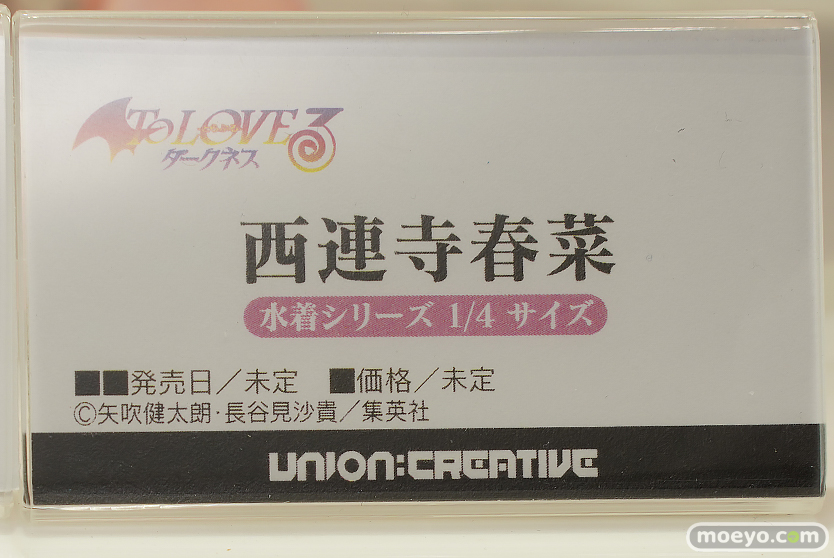 To LOVEる
ダークネス
西連寺春菜
水着シリーズ 1/4 サイズ
■■発売日／未定　■価格／未定
©矢吹健太朗・長谷見沙貴／集英社
UNION:CREATIVE
moeyo.com